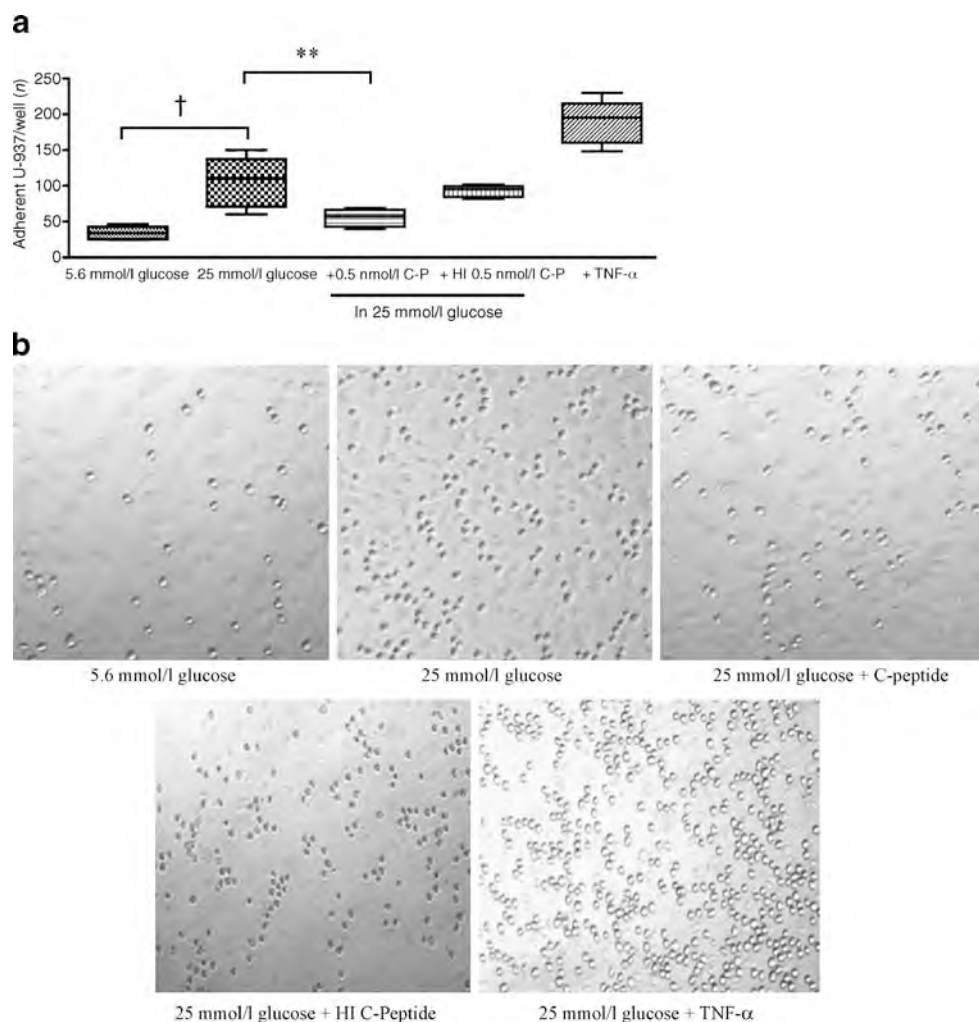 a
†
**
Adherent U-937/well (n)
250
200
150
100
50
0
5.6 mmol/l glucose 25 mmol/l glucose +0.5 nmol/l C-P + HI 0.5 nmol/l C-P + TNF-α
In 25 mmol/l glucose
b
5.6 mmol/l glucose 25 mmol/l glucose 25 mmol/l glucose + C-peptide
25 mmol/l glucose + HI C-Peptide 25 mmol/l glucose + TNF-α